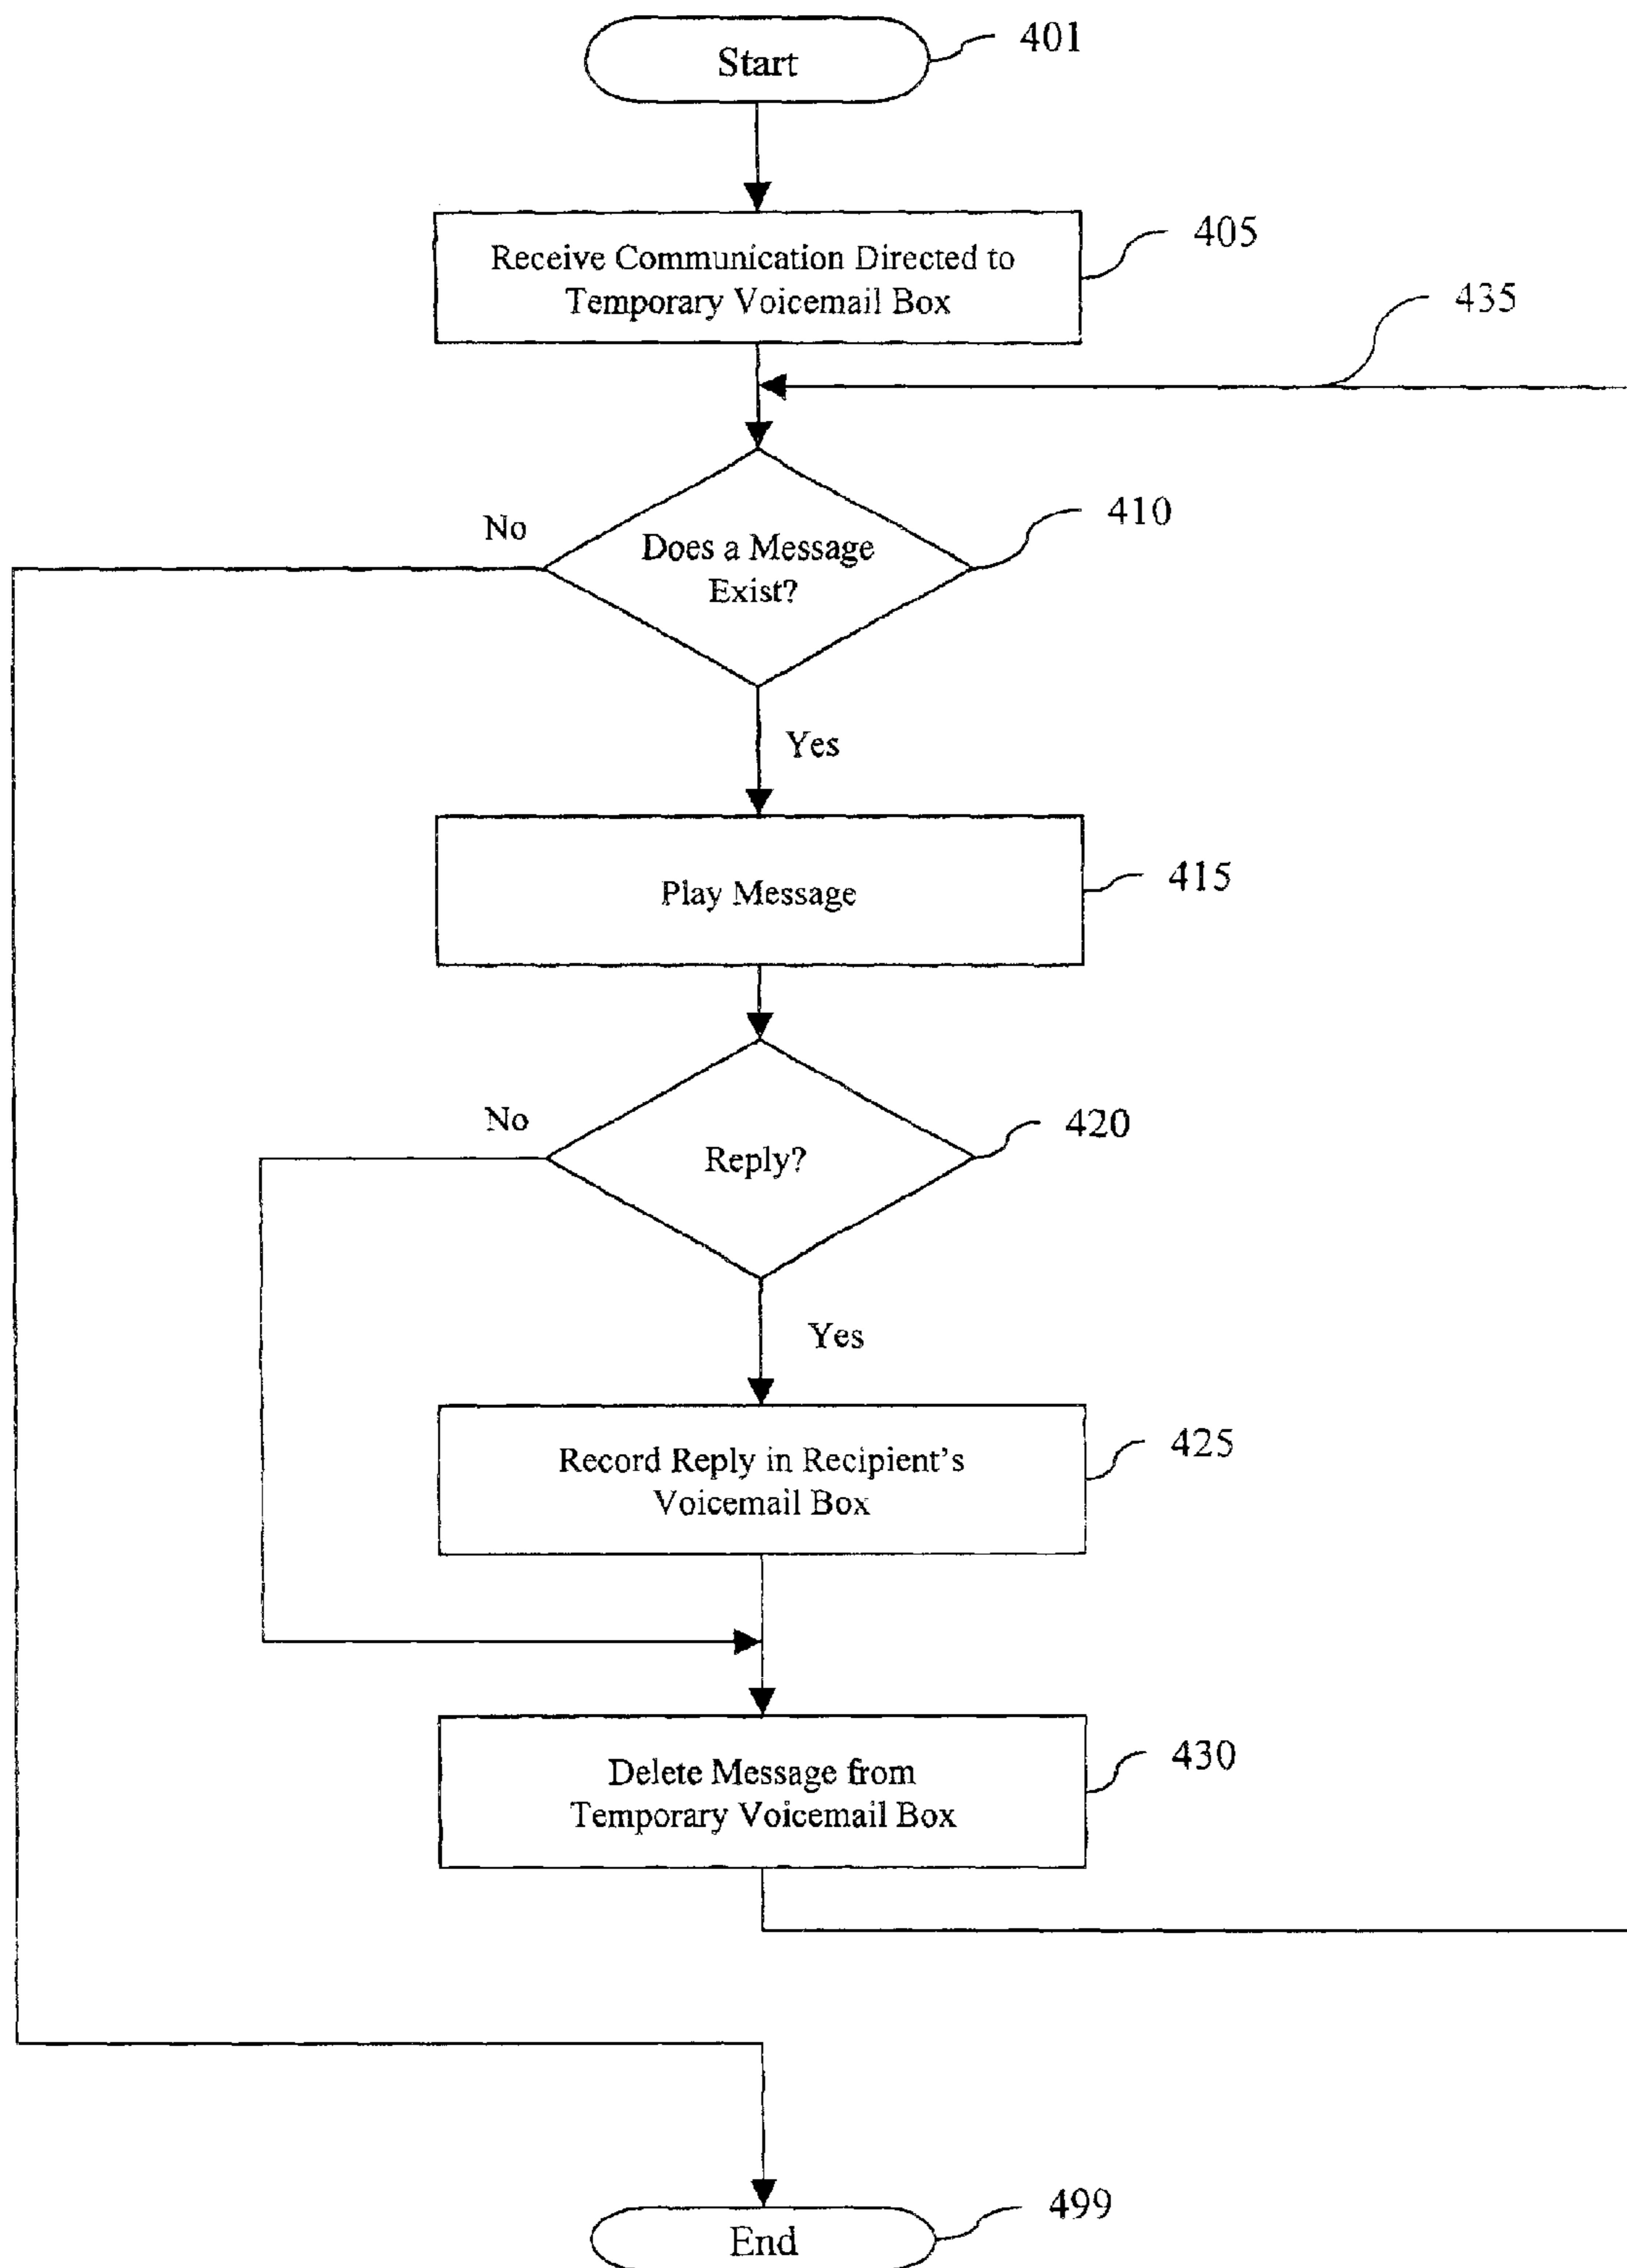 Start
401
Receive Communication Directed to
Temporary Voicemail Box
405
435
No
Does a Message
Exist?
410
Yes
Play Message
415
No
Reply?
420
Yes
Record Reply in Recipient's
Voicemail Box
425
Delete Message from
Temporary Voicemail Box
430
End
499